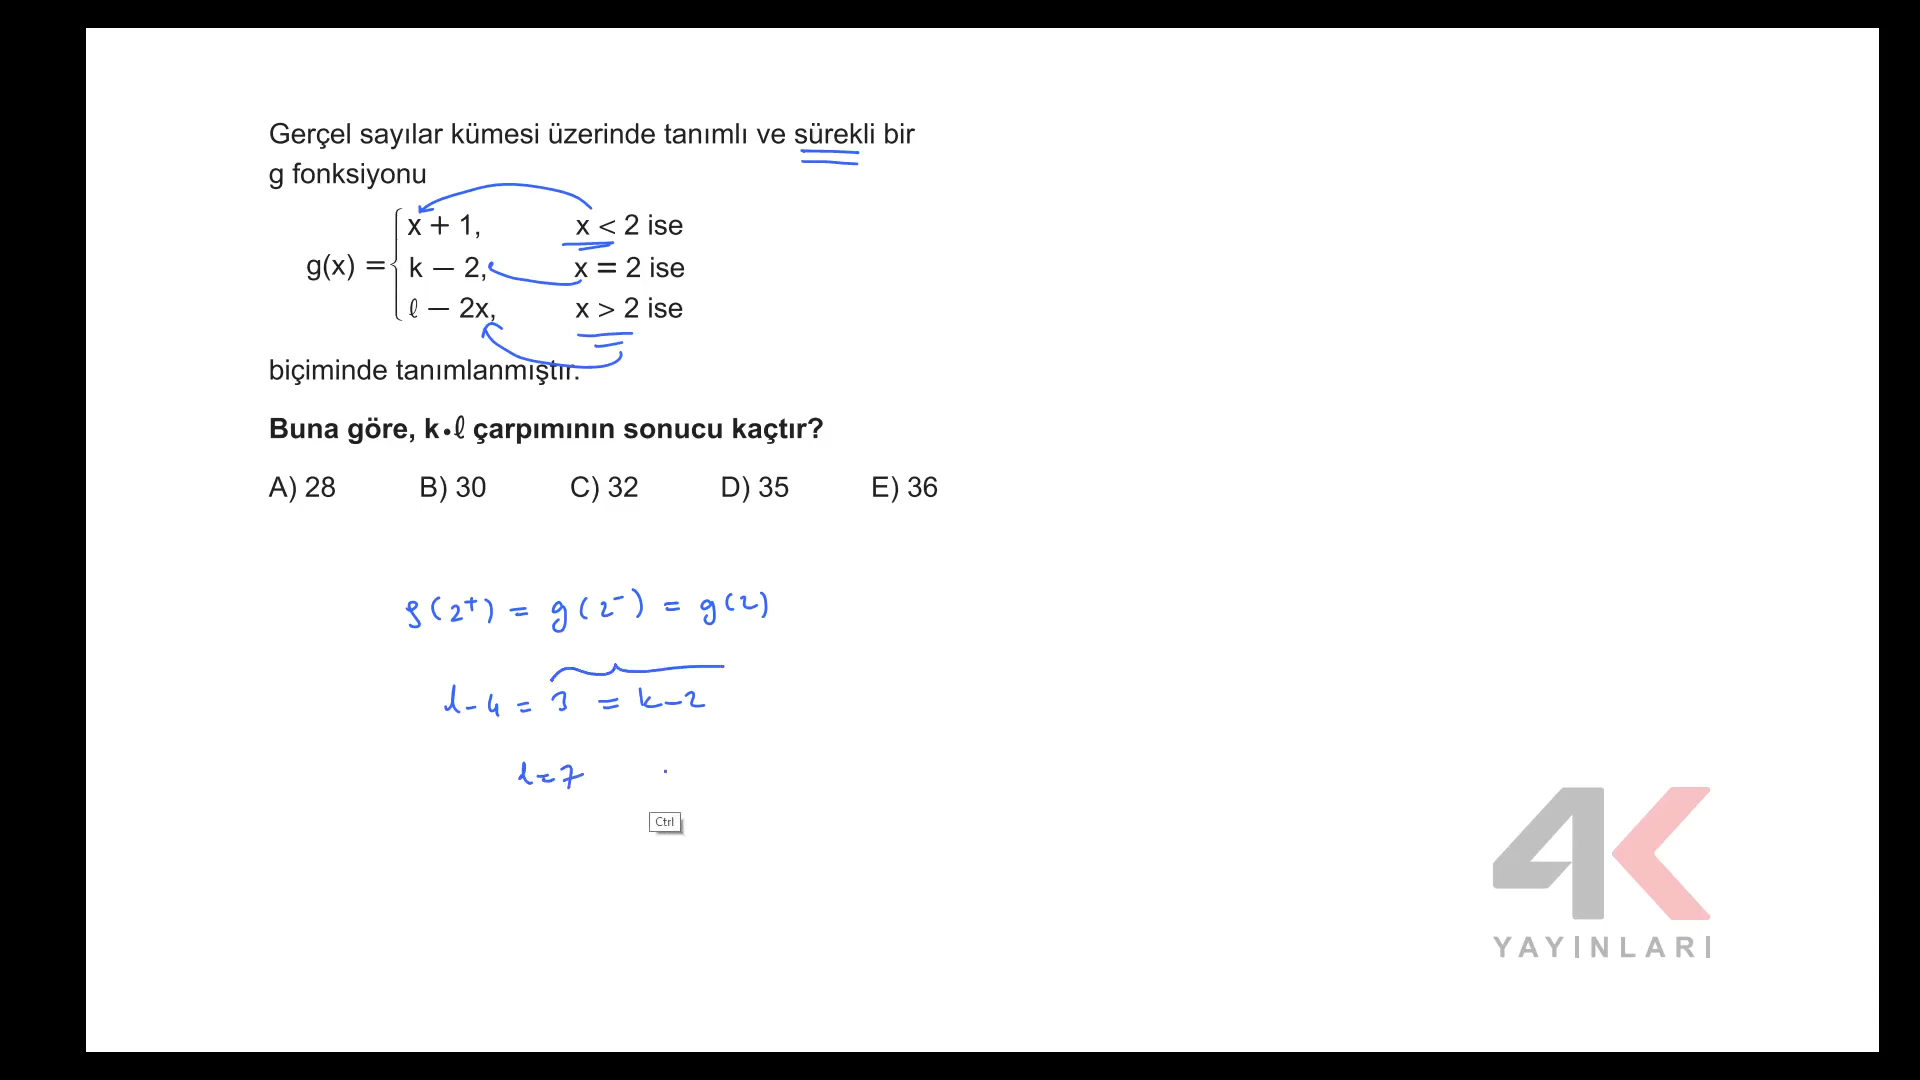 Gerçel sayılar kümesi üzerinde tanımlı ve sürekli bir
g fonksiyonu
x + 1, x < 2 ise
g(x) = k − 2, x = 2 ise
ℓ − 2x, x > 2 ise
biçiminde tanımlanmıştır.
Buna göre, k • ℓ çarpımının sonucu kaçtır?
A) 28 B) 30 C) 32 D) 35 E) 36
g(2⁺) = g(2⁻) = g(2)
l - 4 = 3 = k - 2
l = 7
Ctrl
4K
YAYINLARI